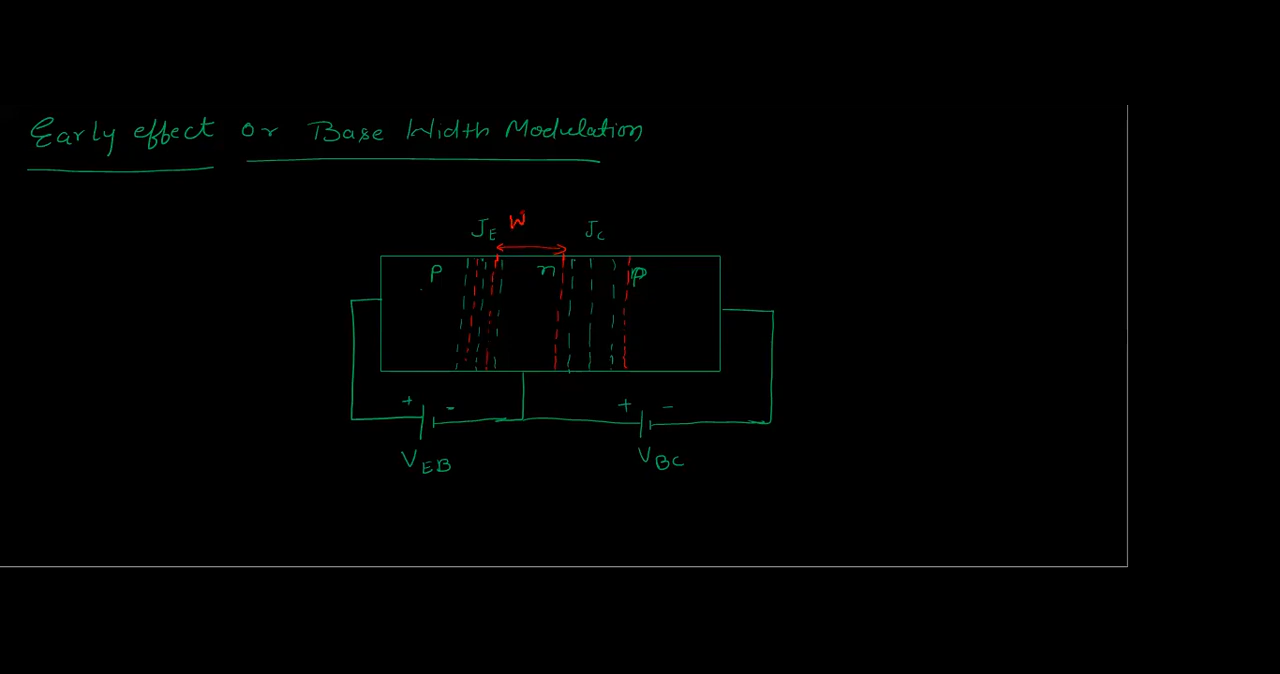 Early effect or Base Width Modulation
J_E W J_C
p n p
+ - + -
V_EB V_BC